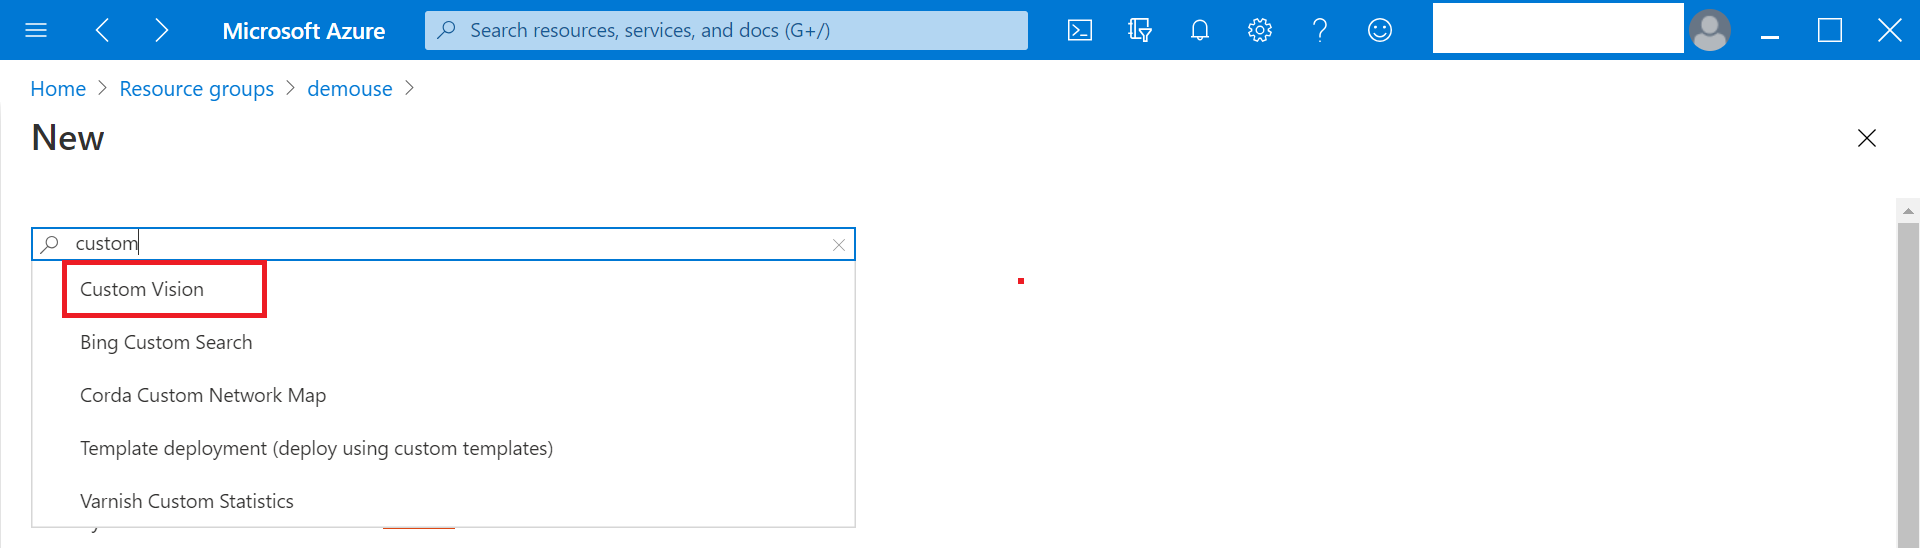 Microsoft Azure
Search resources, services, and docs (G+/)
Home > Resource groups > demouse >
New
custom
Custom Vision
Bing Custom Search
Corda Custom Network Map
Template deployment (deploy using custom templates)
Varnish Custom Statistics